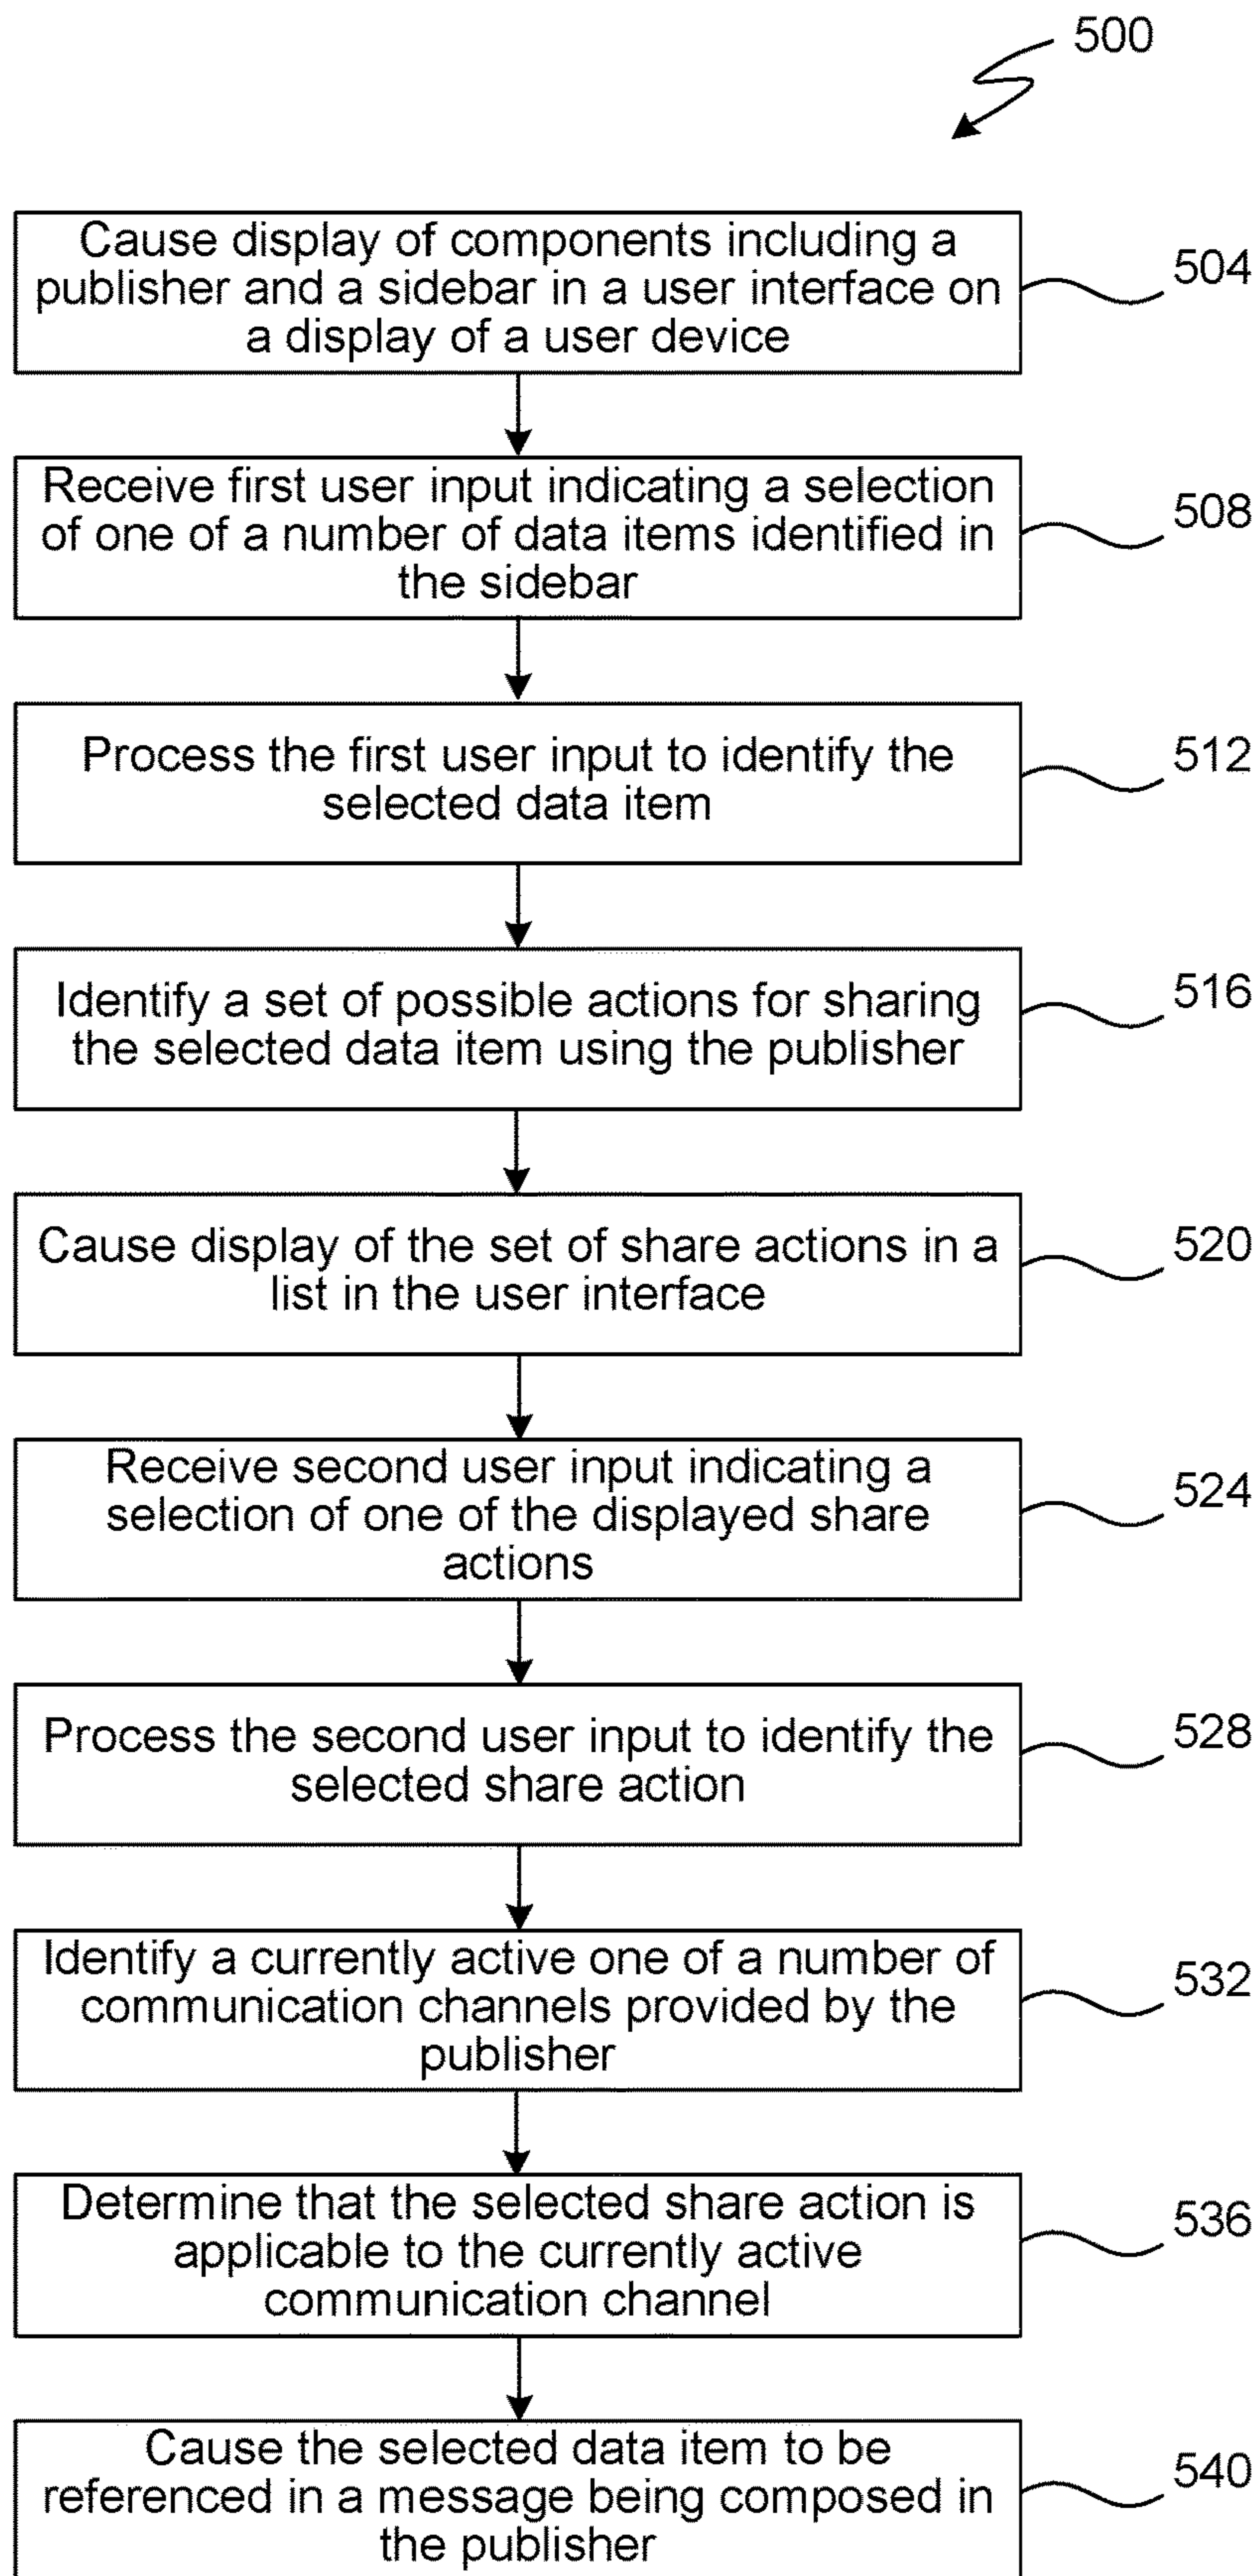 500
Cause display of components including a
publisher and a sidebar in a user interface on
a display of a user device
504
Receive first user input indicating a selection
of one of a number of data items identified in
the sidebar
508
Process the first user input to identify the
selected data item
512
Identify a set of possible actions for sharing
the selected data item using the publisher
516
Cause display of the set of share actions in a
list in the user interface
520
Receive second user input indicating a
selection of one of the displayed share
actions
524
Process the second user input to identify the
selected share action
528
Identify a currently active one of a number of
communication channels provided by the
publisher
532
Determine that the selected share action is
applicable to the currently active
communication channel
536
Cause the selected data item to be
referenced in a message being composed in
the publisher
540